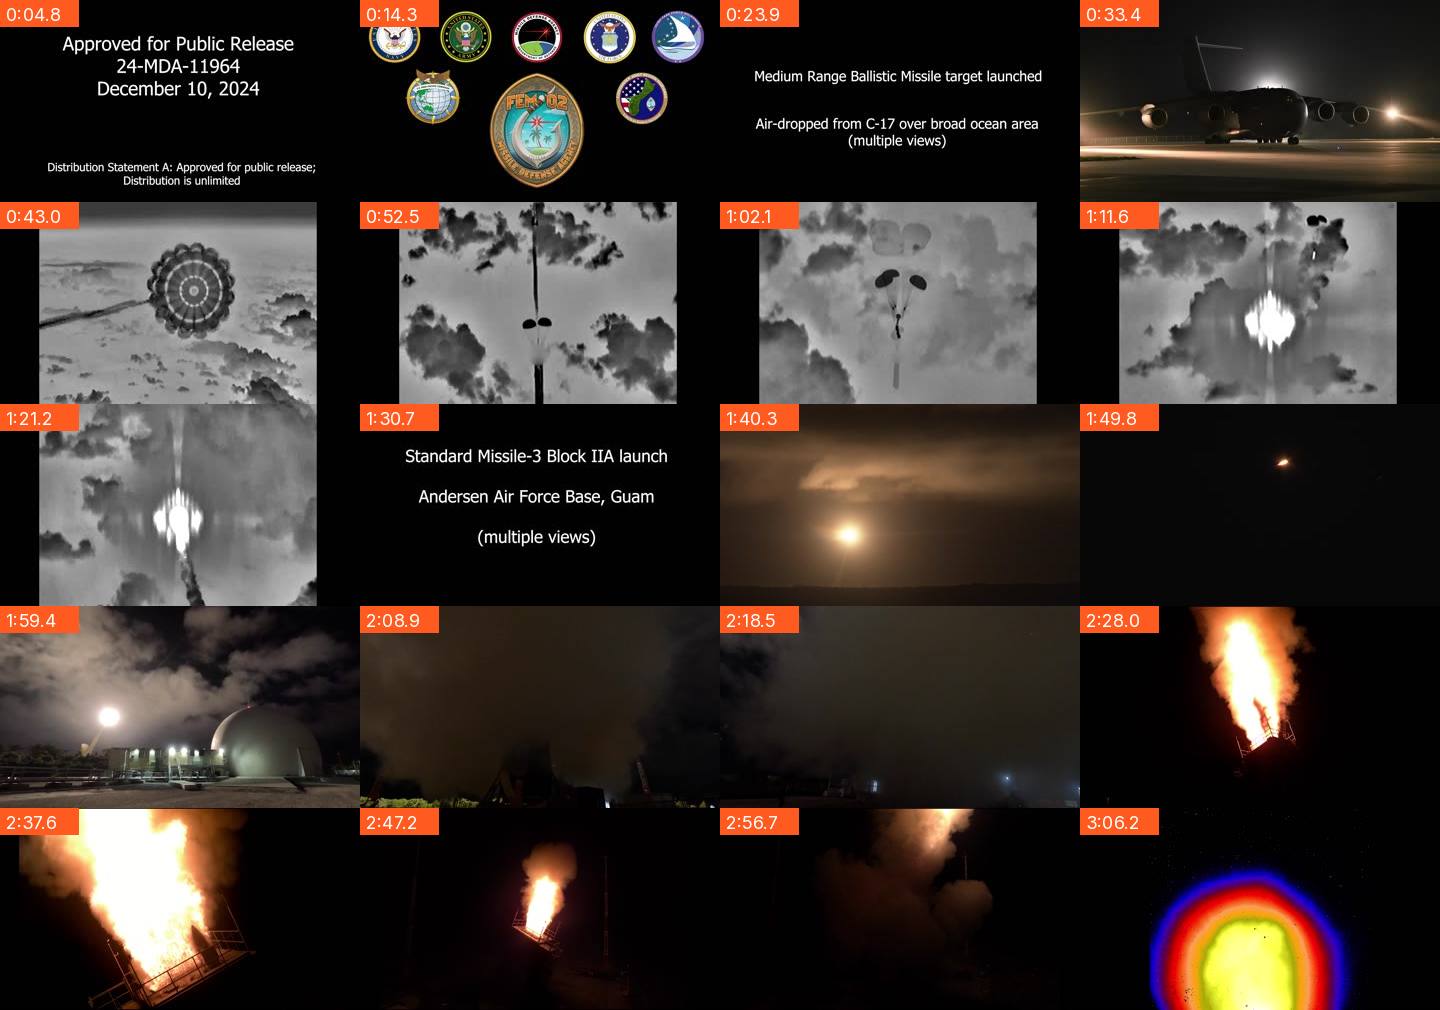 0:04.8
Approved for Public Release
24-MDA-11964
December 10, 2024
Distribution Statement A: Approved for public release;
Distribution is unlimited
0:14.3
FEM-02
MISSILE DEFENSE AGENCY
0:23.9
Medium Range Ballistic Missile target launched
Air-dropped from C-17 over broad ocean area
(multiple views)
0:33.4
0:43.0
0:52.5
1:02.1
1:11.6
1:21.2
1:30.7
Standard Missile-3 Block IIA launch
Andersen Air Force Base, Guam
(multiple views)
1:40.3
1:49.8
1:59.4
2:08.9
2:18.5
2:28.0
2:37.6
2:47.2
2:56.7
3:06.2